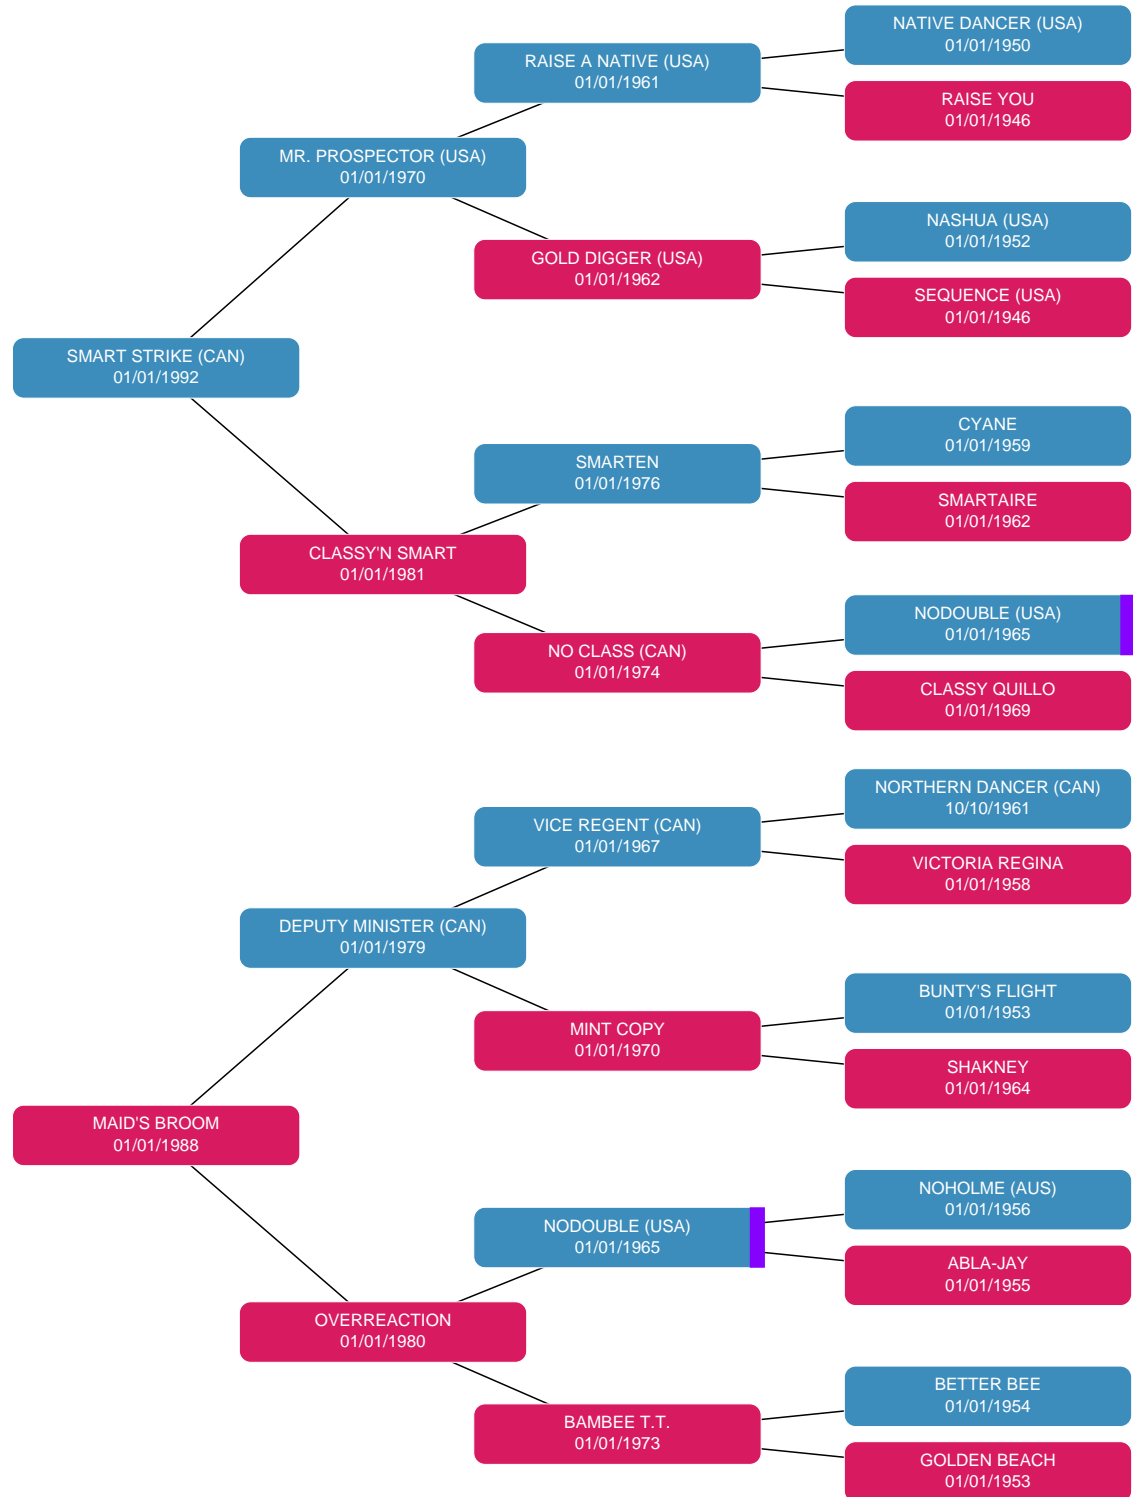 NATIVE DANCER (USA)
01/01/1950
RAISE A NATIVE (USA)
01/01/1961
RAISE YOU
01/01/1946
MR. PROSPECTOR (USA)
01/01/1970
NASHUA (USA)
01/01/1952
GOLD DIGGER (USA)
01/01/1962
SEQUENCE (USA)
01/01/1946
SMART STRIKE (CAN)
01/01/1992
CYANE
01/01/1959
SMARTEN
01/01/1976
SMARTAIRE
01/01/1962
CLASSY'N SMART
01/01/1981
NODOUBLE (USA)
01/01/1965
NO CLASS (CAN)
01/01/1974
CLASSY QUILLO
01/01/1969
NORTHERN DANCER (CAN)
10/10/1961
VICE REGENT (CAN)
01/01/1967
VICTORIA REGINA
01/01/1958
DEPUTY MINISTER (CAN)
01/01/1979
BUNTY'S FLIGHT
01/01/1953
MINT COPY
01/01/1970
SHAKNEY
01/01/1964
MAID'S BROOM
01/01/1988
NOHOLME (AUS)
01/01/1956
NODOUBLE (USA)
01/01/1965
ABLA-JAY
01/01/1955
OVERREACTION
01/01/1980
BETTER BEE
01/01/1954
BAMBEE T.T.
01/01/1973
GOLDEN BEACH
01/01/1953